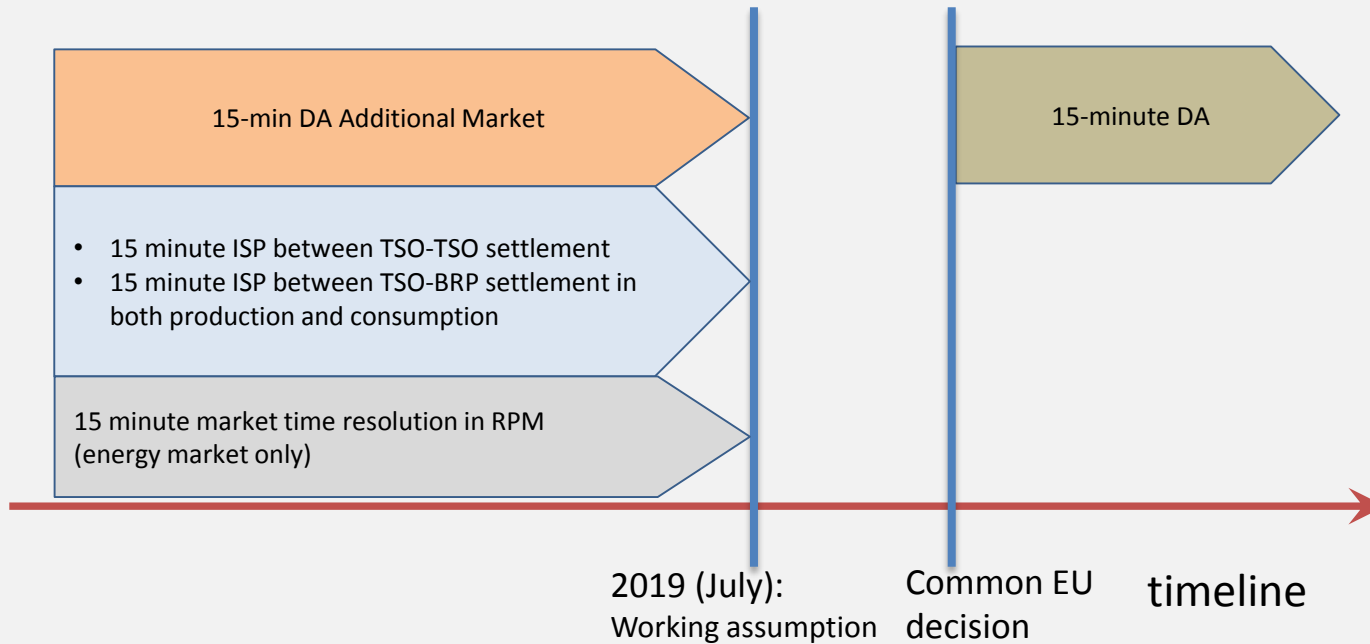 15-min DA Additional Market
15-minute DA
• 15 minute ISP between TSO-TSO settlement
• 15 minute ISP between TSO-BRP settlement in
both production and consumption
15 minute market time resolution in RPM
(energy market only)
2019 (July):
Working assumption
Common EU
decision
timeline